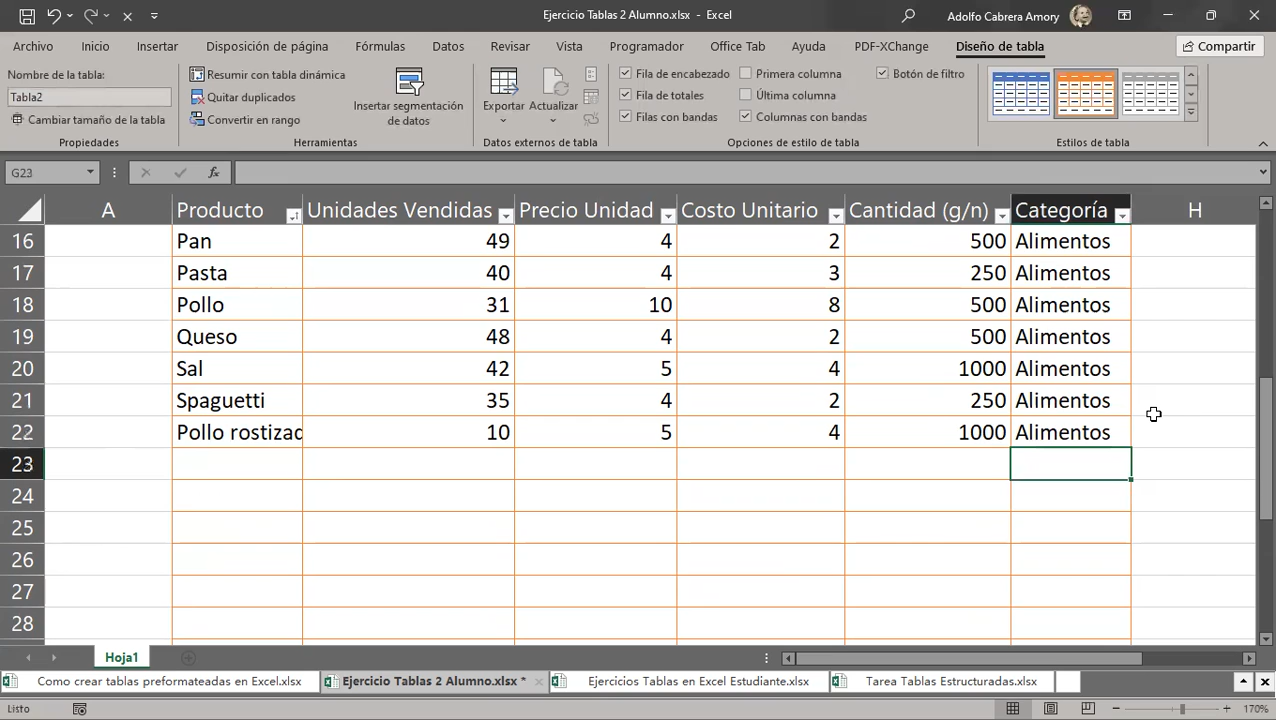 Ejercicio Tablas 2 Alumno.xlsx - Excel
Adolfo Cabrera Amory
Archivo Inicio Insertar Disposición de página Fórmulas Datos Revisar Vista Programador Office Tab Ayuda PDF-XChange Diseño de tabla Compartir
Nombre de la tabla:
Tabla2
Cambiar tamaño de la tabla
Propiedades
Resumir con tabla dinámica
Quitar duplicados
Convertir en rango
Insertar segmentación
de datos
Herramientas
Exportar Actualizar
Datos externos de tabla
Fila de encabezado Primera columna Botón de filtro
Fila de totales Última columna
Filas con bandas Columnas con bandas
Opciones de estilo de tabla
Estilos de tabla
G23
A Producto Unidades Vendidas Precio Unidad Costo Unitario Cantidad (g/n) Categoría H
16 Pan 49 4 2 500 Alimentos
17 Pasta 40 4 3 250 Alimentos
18 Pollo 31 10 8 500 Alimentos
19 Queso 48 4 2 500 Alimentos
20 Sal 42 5 4 1000 Alimentos
21 Spaguetti 35 4 2 250 Alimentos
22 Pollo rostizad 10 5 4 1000 Alimentos
23
24
25
26
27
28
Hoja1
Como crear tablas preformateadas en Excel.xlsx Ejercicio Tablas 2 Alumno.xlsx * Ejercicios Tablas en Excel Estudiante.xlsx Tarea Tablas Estructuradas.xlsx
Listo 170%